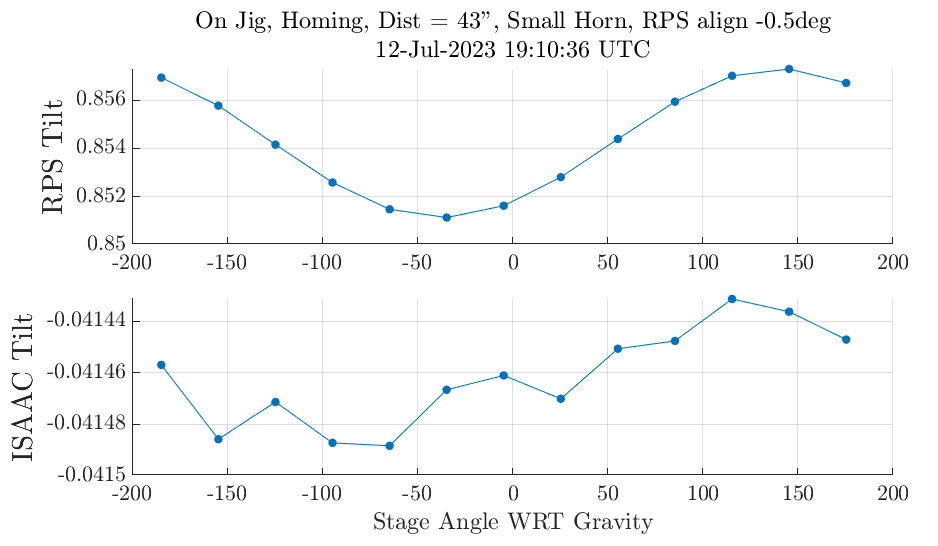 On Jig, Homing, Dist = 43”, Small Horn, RPS align -0.5deg
12-Jul-2023 19:10:36 UTC
RPS Tilt
0.856
0.854
0.852
0.85
-200 -150 -100 -50 0 50 100 150 200
ISAAC Tilt
-0.04144
-0.04146
-0.04148
-0.0415
-200 -150 -100 -50 0 50 100 150 200
Stage Angle WRT Gravity